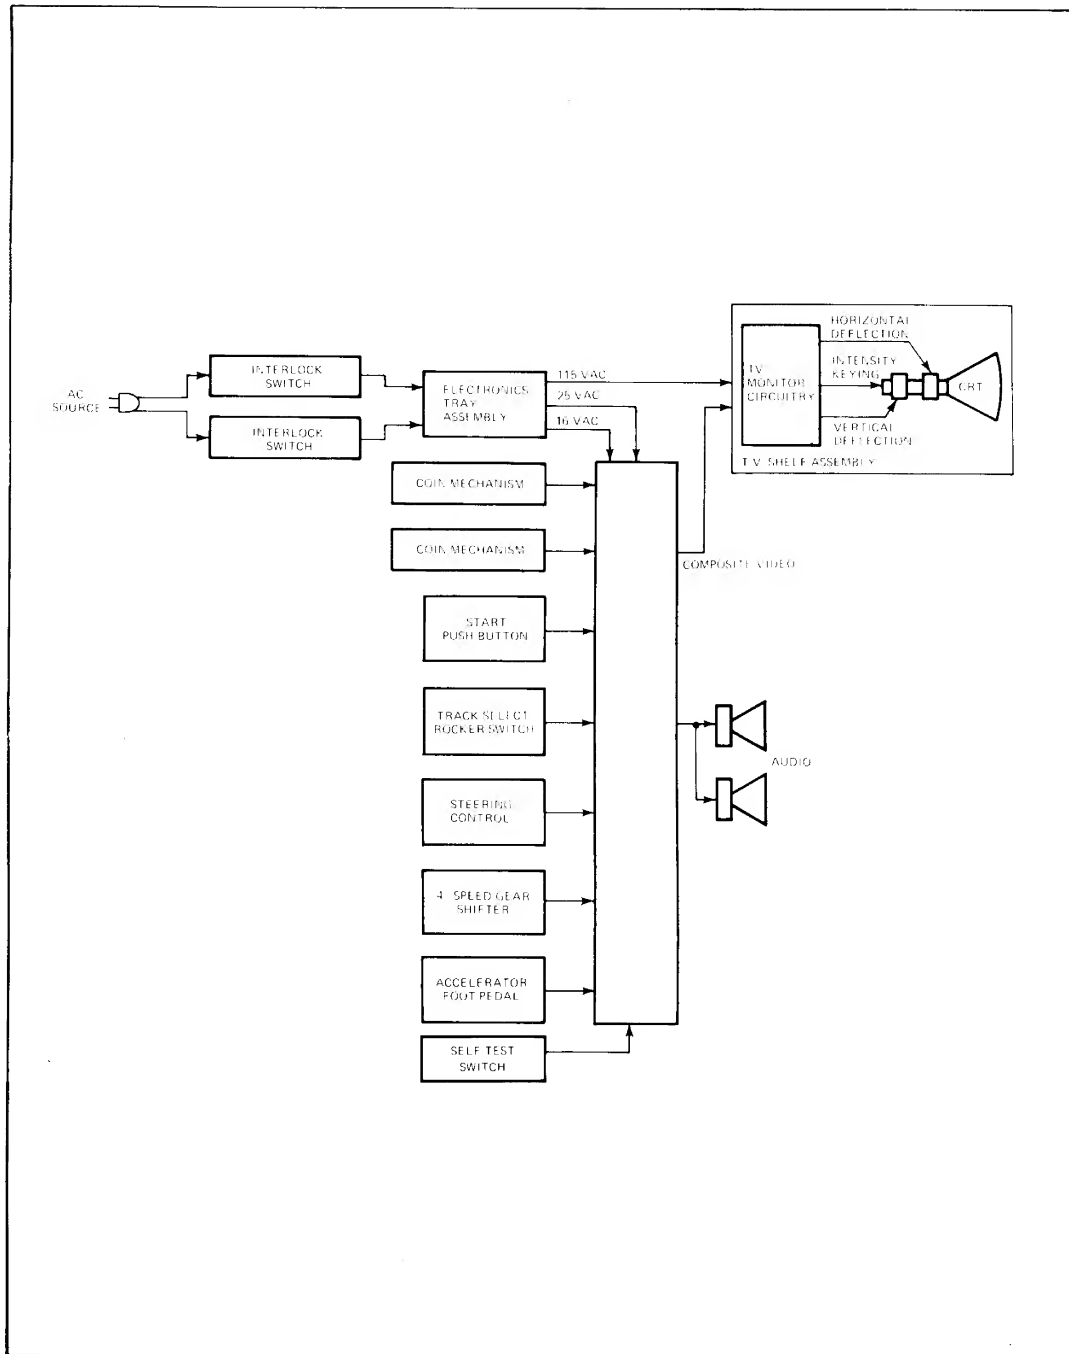 HORIZONTAL
DEFLECTION
INTERLOCK
SWITCH
115 VAC
TV
MONITOR
CIRCUITRY
INTENSITY
KEYING
CRT
AC
SOURCE
ELECTRONICS
TRAY
ASSEMBLY
25 VAC
16 VAC
INTERLOCK
SWITCH
VERTICAL
DEFLECTION
T.V. SHELF ASSEMBLY
COIN MECHANISM
COIN MECHANISM
COMPOSITE VIDEO
START
PUSH BUTTON
TRACK SELECT
ROCKER SWITCH
AUDIO
STEERING
CONTROL
4 SPEED GEAR
SHIFTER
ACCELERATOR
FOOT PEDAL
SELF TEST
SWITCH